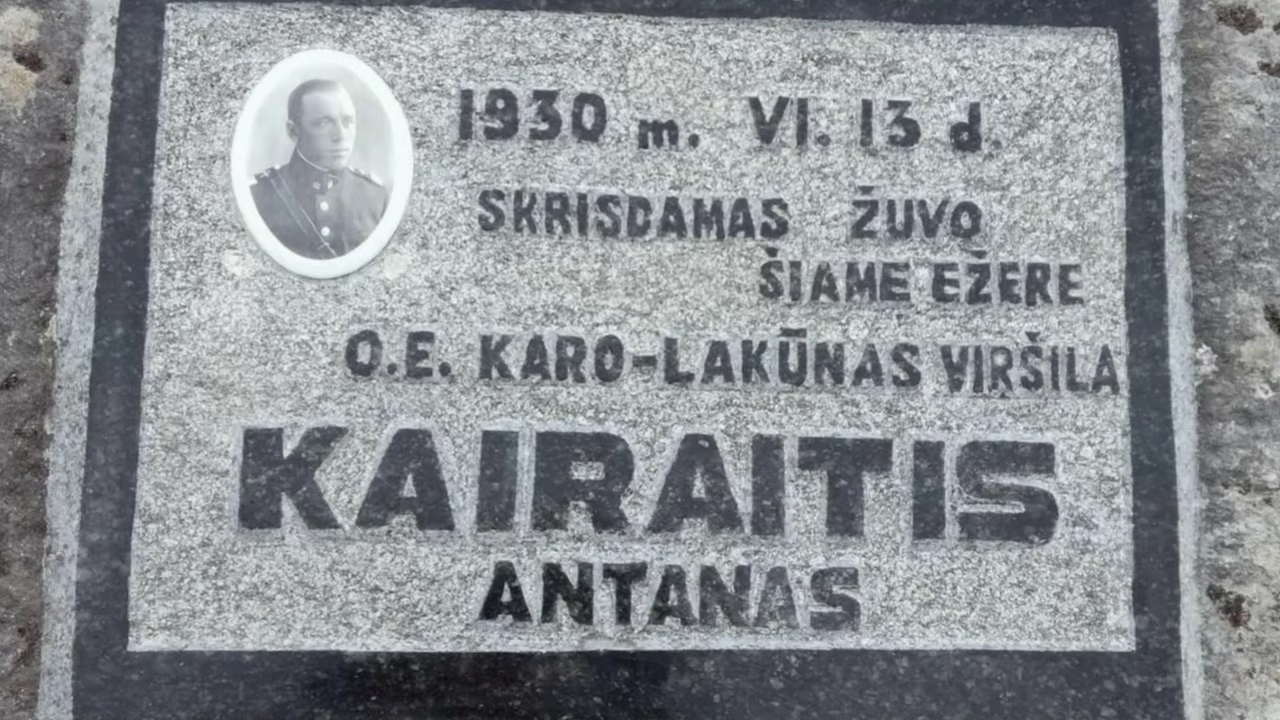 1930 m. VI. 13 d.
SKRISDAMAS ŽUVO
ŠIAME EŽERE
O.E. KARO-LAKŪNAS VIRŠILA
KAIRAITIS
ANTANAS